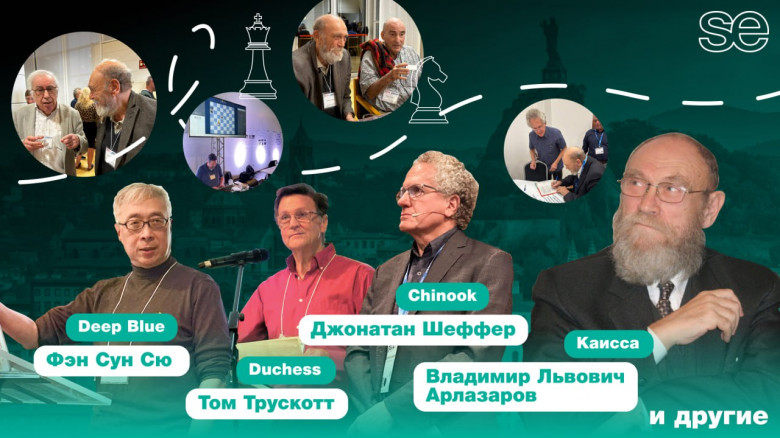 se
Deep Blue
Фэн Сун Сю
Duchess
Том Трускотт
Chinook
Джонатан Шеффер
Каисса
Владимир Львович
Арлазаров
и другие